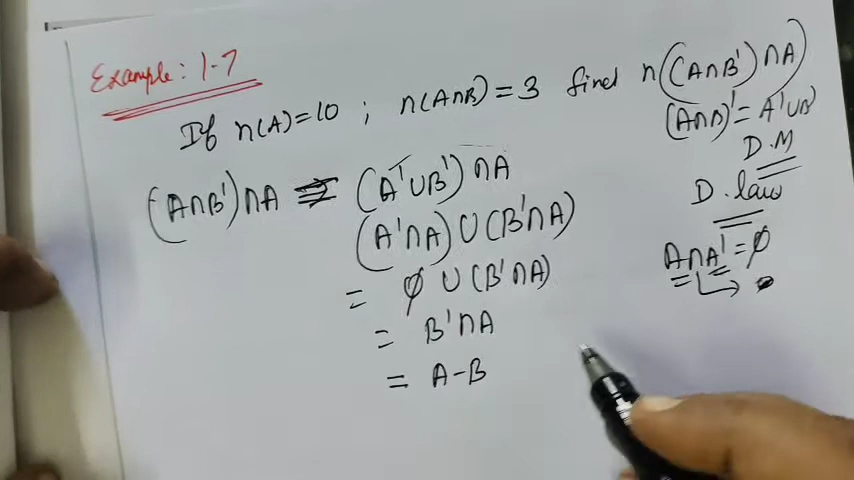 Example: 1-7
If n(A)=10 ; n(A∩B)=3 find n((A∩B')∩A)
(A∩B)'= A'∪B'
D.M
(A∩B')∩A = (A'∪B')∩A
D. law
(A'∩A)∪(B'∩A)
A∩A'=∅
= ∅ ∪(B'∩A)
= B'∩A
= A-B